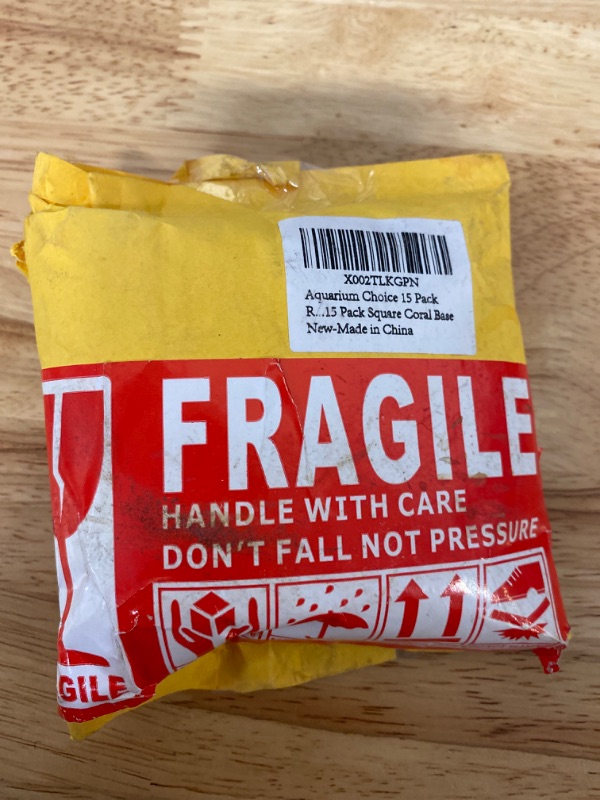 X002TLKGPN
Aquarium Choice 15 Pack
R...15 Pack Square Coral Base
New-Made in China
FRAGILE
HANDLE WITH CARE
DON'T FALL NOT PRESSURE
GILE